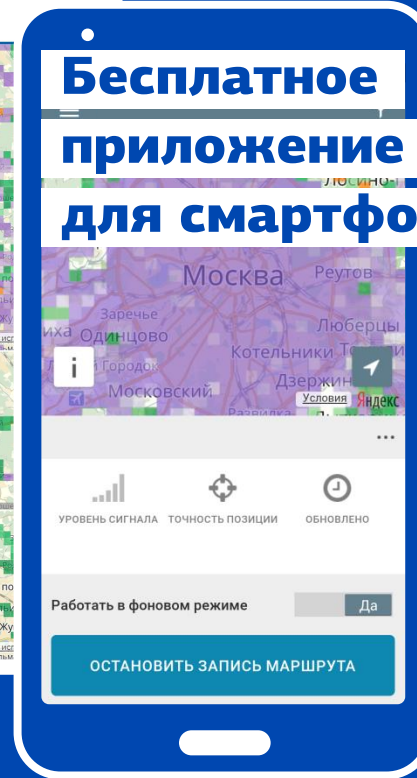 Бесплатное
приложение
для смартфо
Москва
Реутов
Заречье
Одинцово
Люберцы
Котельники
Городок
Московский
Дзержин
Условия Яндекс
i
...
УРОВЕНЬ СИГНАЛА ТОЧНОСТЬ ПОЗИЦИИ ОБНОВЛЕНО
Работать в фоновом режиме Да
ОСТАНОВИТЬ ЗАПИСЬ МАРШРУТА